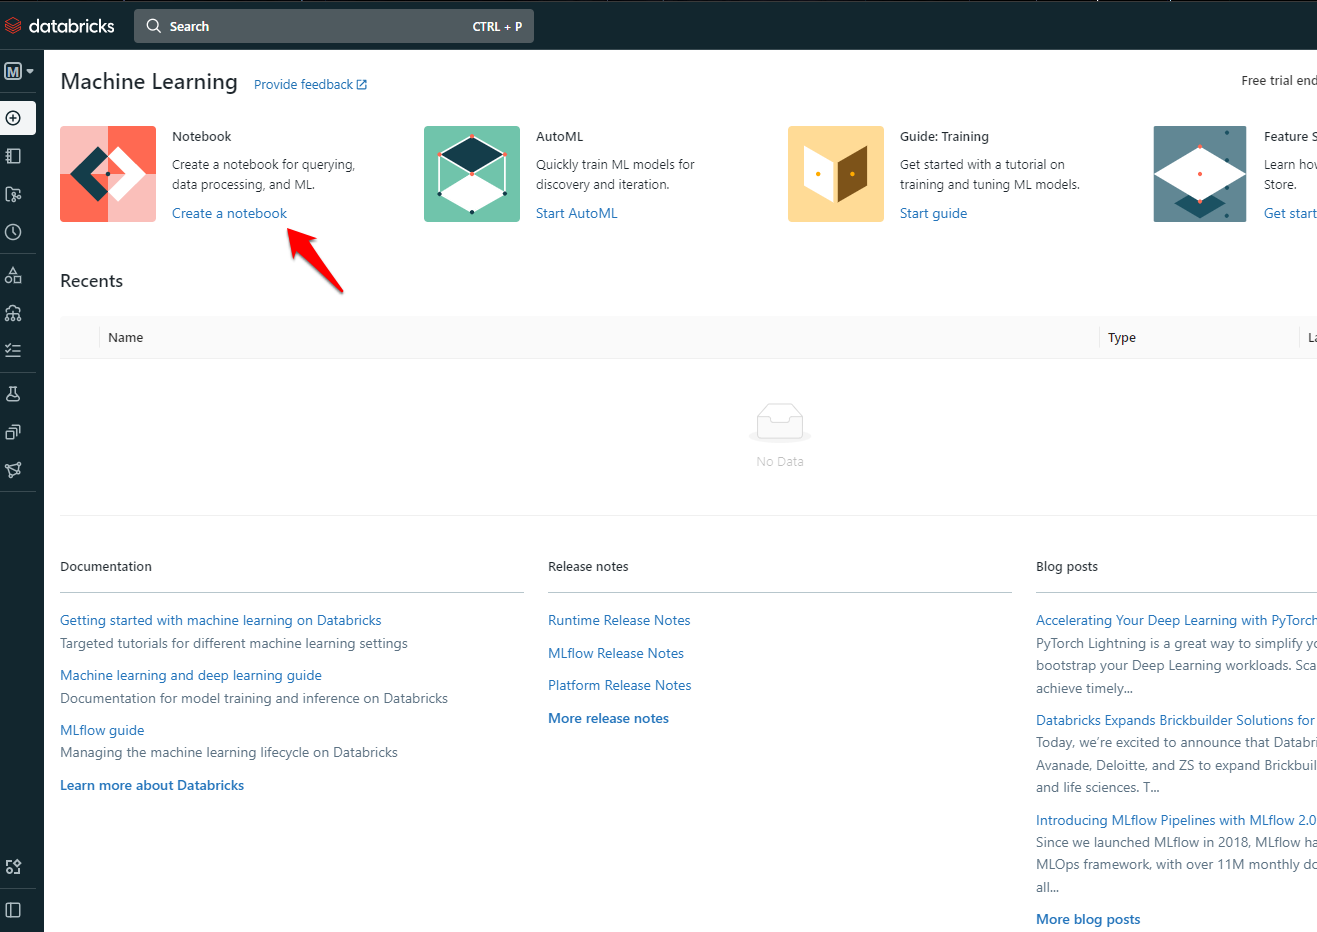 databricks
Search
CTRL + P
M
Machine Learning
Provide feedback
Free trial end
Notebook
Create a notebook for querying,
data processing, and ML.
Create a notebook
AutoML
Quickly train ML models for
discovery and iteration.
Start AutoML
Guide: Training
Get started with a tutorial on
training and tuning ML models.
Start guide
Feature S
Learn how
Store.
Get start
Recents
Name
Type
La
No Data
Documentation
Getting started with machine learning on Databricks
Targeted tutorials for different machine learning settings
Machine learning and deep learning guide
Documentation for model training and inference on Databricks
MLflow guide
Managing the machine learning lifecycle on Databricks
Learn more about Databricks
Release notes
Runtime Release Notes
MLflow Release Notes
Platform Release Notes
More release notes
Blog posts
Accelerating Your Deep Learning with PyTorch
PyTorch Lightning is a great way to simplify yo
bootstrap your Deep Learning workloads. Sca
achieve timely...
Databricks Expands Brickbuilder Solutions for
Today, we’re excited to announce that Databri
Avanade, Deloitte, and ZS to expand Brickbuil
and life sciences. T...
Introducing MLflow Pipelines with MLflow 2.0
Since we launched MLflow in 2018, MLflow ha
MLOps framework, with over 11M monthly do
all...
More blog posts